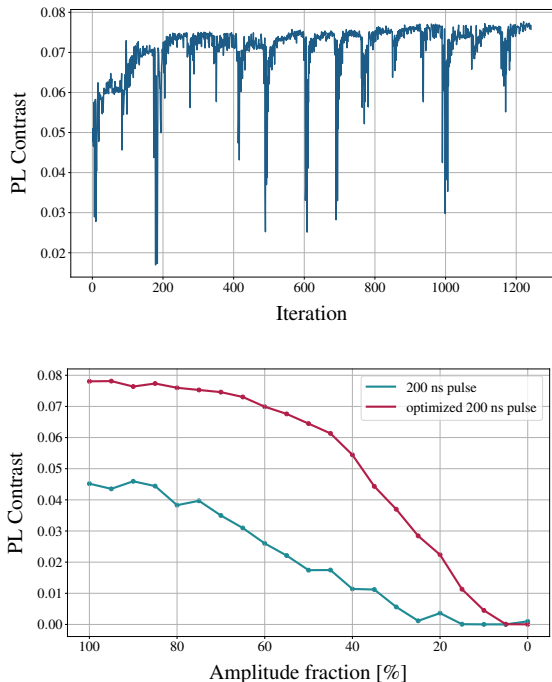 0.08
0.07
0.06
0.05
0.04
0.03
0.02
PL Contrast
0 200 400 600 800 1000 1200
Iteration
0.08
0.07
0.06
0.05
0.04
0.03
0.02
0.01
0.00
PL Contrast
200 ns pulse
optimized 200 ns pulse
100 80 60 40 20 0
Amplitude fraction [%]